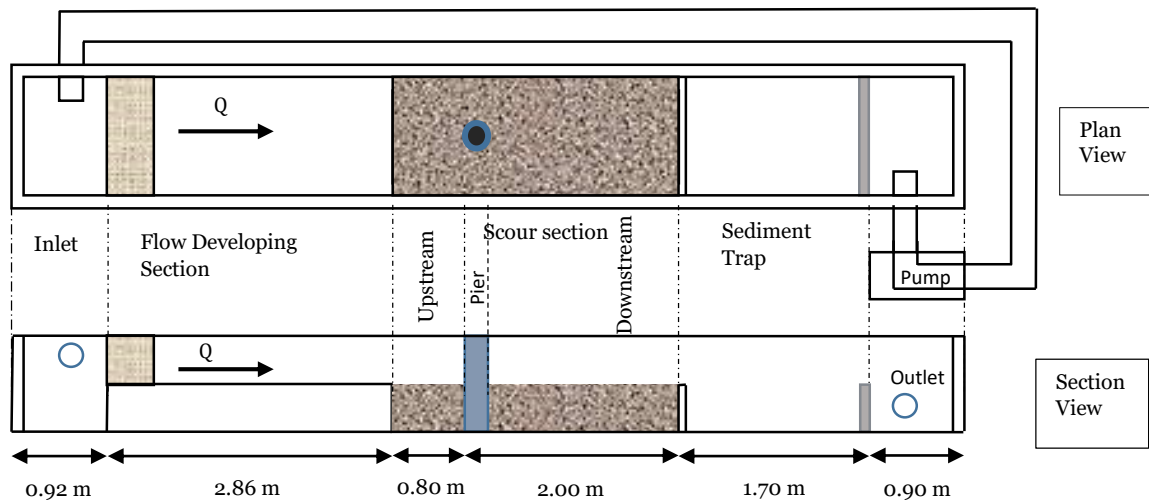 Q
Plan
View
Inlet
Flow Developing
Section
Upstream
Pier
Scour section
Downstream
Sediment
Trap
Pump
Q
Outlet
Section
View
0.92 m
2.86 m
0.80 m
2.00 m
1.70 m
0.90 m